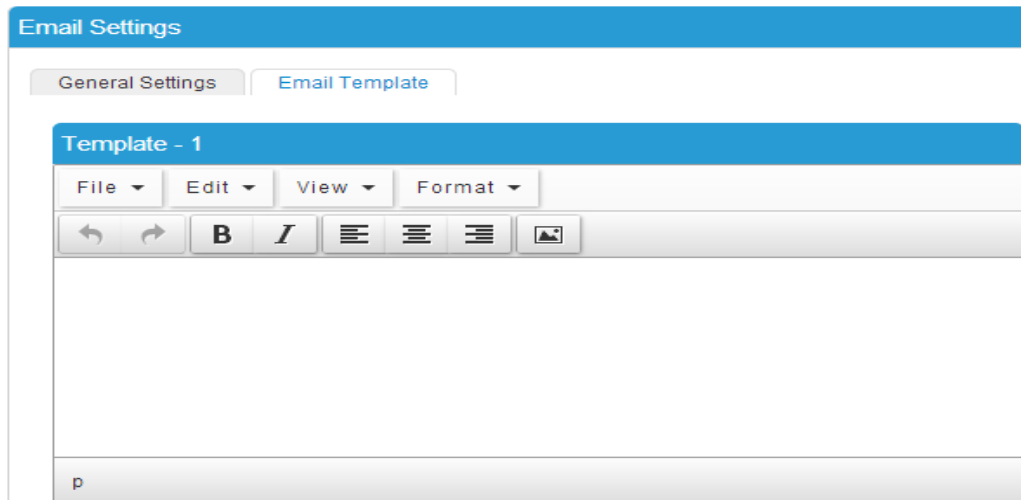 Email Settings
General Settings Email Template
Template - 1
File Edit View Format
B I
p